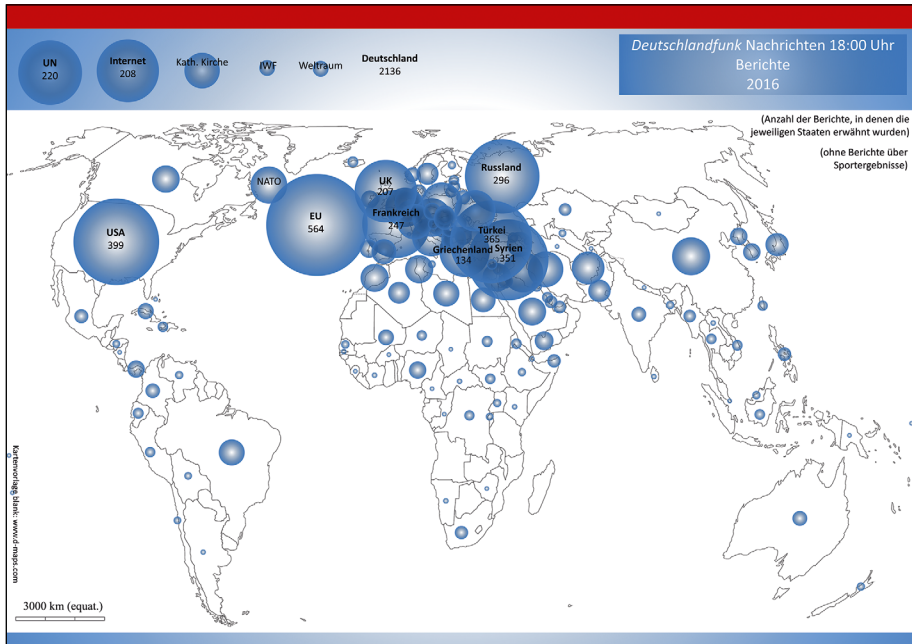 UN
220
Internet
208
Kath. Kirche
IWF
Weltraum
Deutschland
2136
Deutschlandfunk Nachrichten 18:00 Uhr
Berichte
2016
(Anzahl der Berichte, in denen die
jeweiligen Staaten erwähnt wurden)
(ohne Berichte über
Sportergebnisse)
NATO
UK
207
Russland
296
USA
399
EU
564
Frankreich
247
Türkei
365
Griechenland
134
Syrien
351
Kartenvorlage blank: www.d-maps.com
3000 km (equat.)